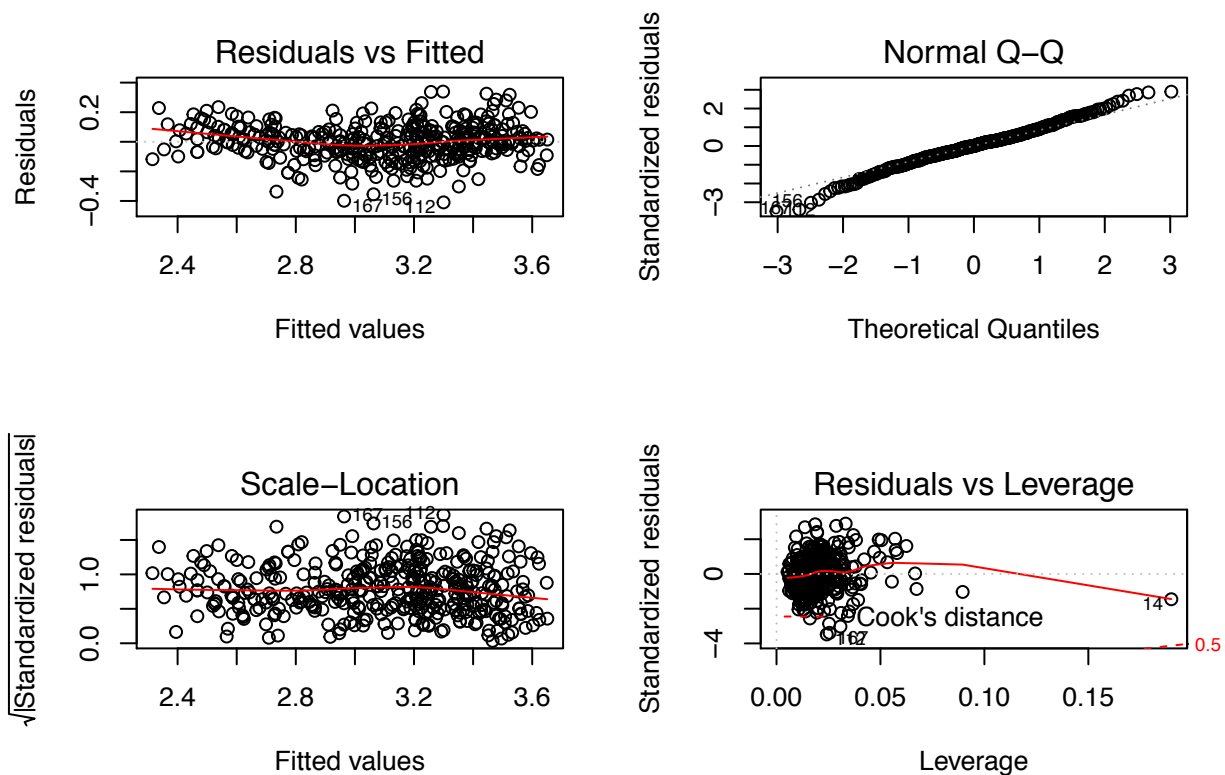 Residuals vs Fitted
Residuals
0.2
−0.4
167
156
112
2.4 2.8 3.2 3.6
Fitted values
Normal Q−Q
Standardized residuals
2
0
−3
156
167
112
−3 −2 −1 0 1 2 3
Theoretical Quantiles
Scale−Location
√|Standardized residuals|
1.0
0.0
167
156
112
2.4 2.8 3.2 3.6
Fitted values
Residuals vs Leverage
Standardized residuals
0
−4
14
Cook's distance
167
112
0.5
0.00 0.05 0.10 0.15
Leverage